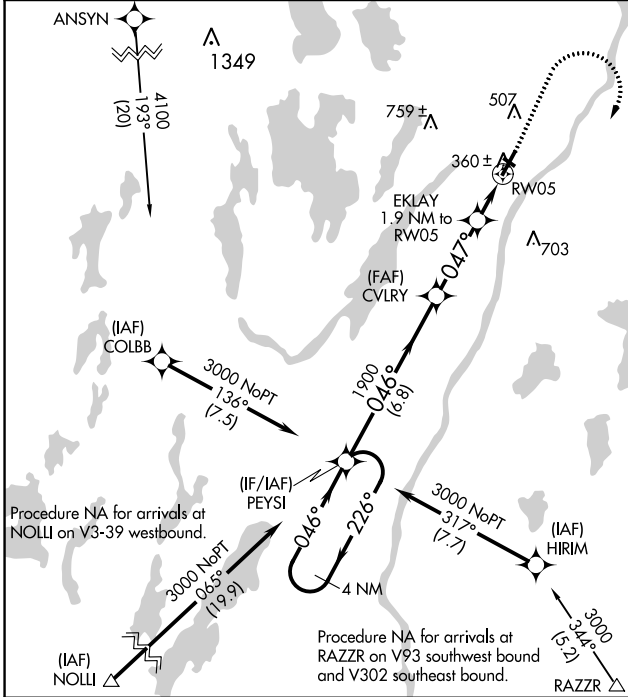 ANSYN
1349
4100
193°
(20)
759 ±
507
360 ±
RW05
EKLAY
1.9 NM to
RW05
703
047°
(FAF)
CVLRY
(IAF)
COLBB
3000 NoPT
136°
(7.5)
1900
046°
(6.8)
(IF/IAF)
PEYSI
046°
226°
4 NM
Procedure NA for arrivals at
NOLLI on V3-39 westbound.
3000 NoPT
317°
(7.7)
(IAF)
HIRIM
3000 NoPT
065°
(19.9)
(IAF)
NOLLI
Procedure NA for arrivals at
RAZZR on V93 southwest bound
and V302 southeast bound.
3000
344°
(5.2)
RAZZR